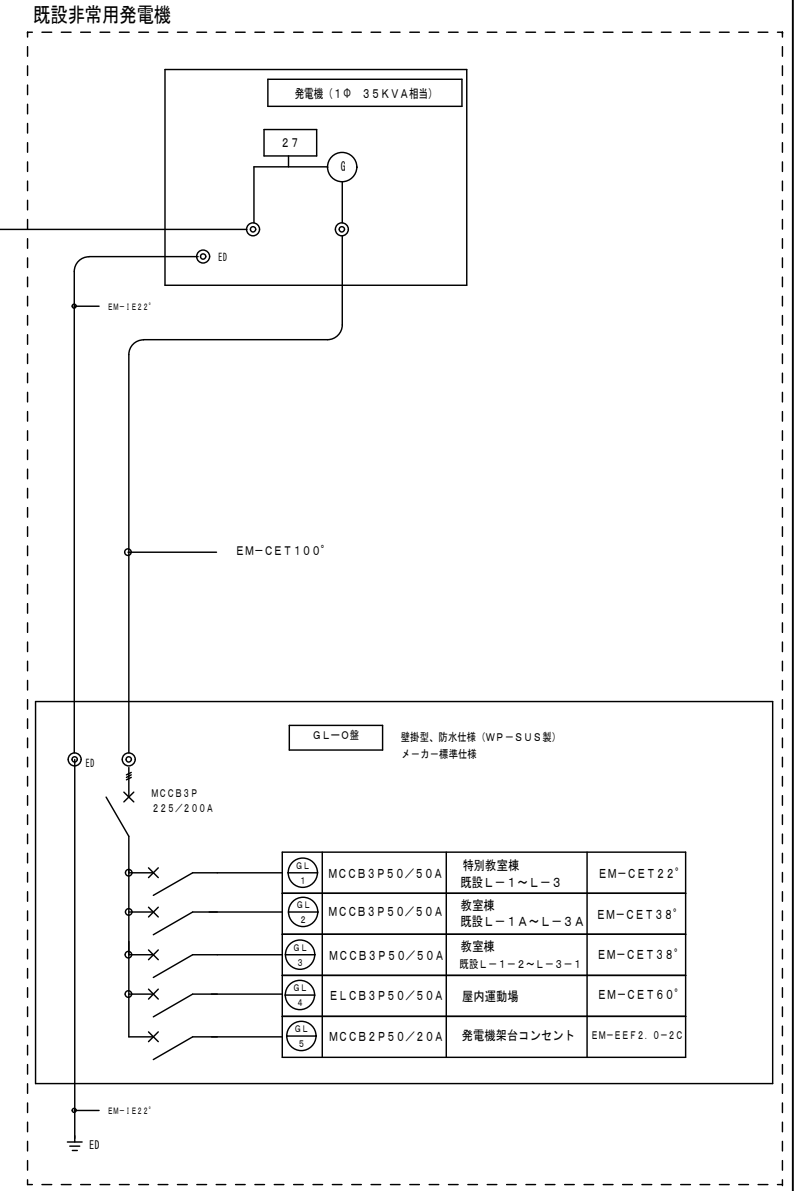 既設非常用発電機
発電機（1Φ　35KVA相当）
27
G
ED
EM－IE22°
EM－CET100°
GL－O盤
壁掛型、防水仕様（WP－SUS製）
メーカー標準仕様
ED
MCCB3P
225／200A
GL
1
MCCB3P50／50A
特別教室棟
既設L－1～L－3
EM－CET22°
GL
2
MCCB3P50／50A
教室棟
既設L－1A～L－3A
EM－CET38°
GL
3
MCCB3P50／50A
教室棟
既設L－1－2～L－3－1
EM－CET38°
GL
4
ELCB3P50／50A
屋内運動場
EM－CET60°
GL
5
MCCB2P50／20A
発電機架台コンセント
EM－EEF2.0－2C
EM－IE22°
ED